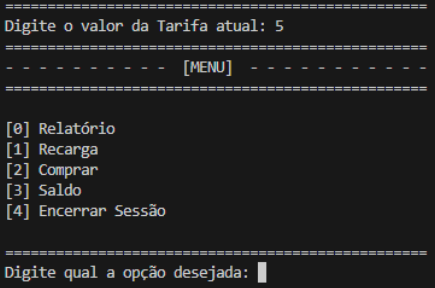 ==================================================
Digite o valor da Tarifa atual: 5
==================================================
- - - - - - - - - - [MENU] - - - - - - - - - - -
==================================================
[0] Relatório
[1] Recarga
[2] Comprar
[3] Saldo
[4] Encerrar Sessão
==================================================
Digite qual a opção desejada: